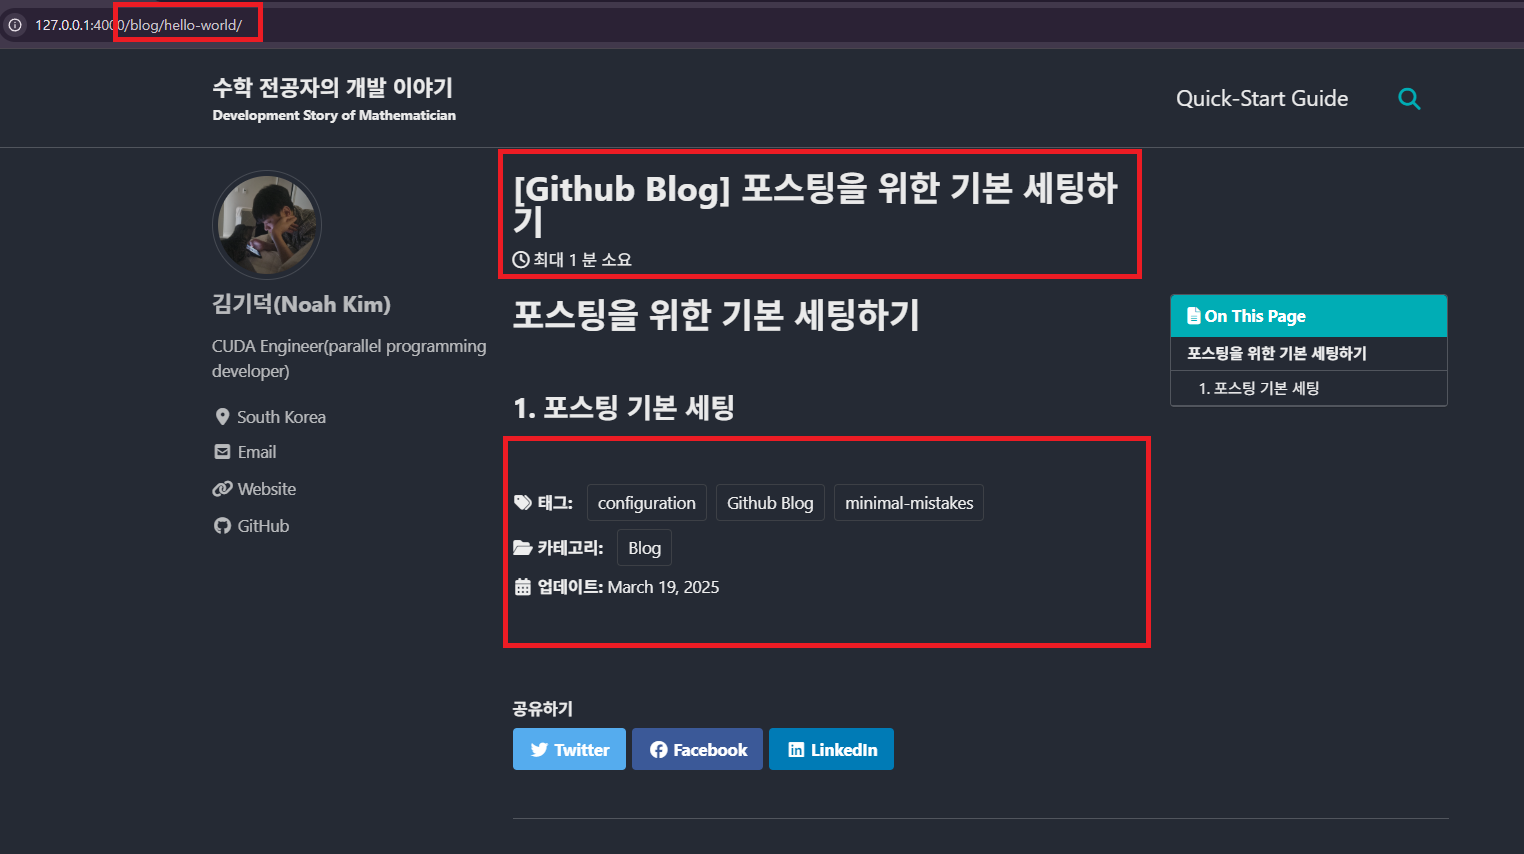 127.0.0.1:4000/blog/hello-world/
수학 전공자의 개발 이야기
Development Story of Mathematician
Quick-Start Guide
김기덕(Noah Kim)
CUDA Engineer(parallel programming
developer)
South Korea
Email
Website
GitHub
[Github Blog] 포스팅을 위한 기본 세팅하
기
최대 1 분 소요
포스팅을 위한 기본 세팅하기
1. 포스팅 기본 세팅
태그: configuration Github Blog minimal-mistakes
카테고리: Blog
업데이트: March 19, 2025
공유하기
Twitter Facebook LinkedIn
On This Page
포스팅을 위한 기본 세팅하기
1. 포스팅 기본 세팅